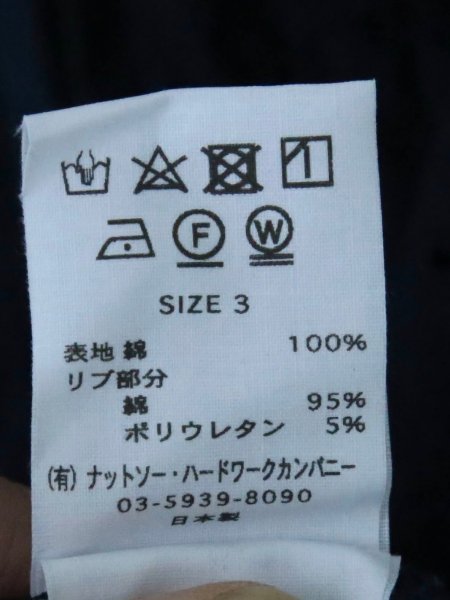 F W
SIZE 3
表地 綿 100%
リブ部分
綿 95%
ポリウレタン 5%
(有) ナットソー・ハードワークカンパニー
03-5939-8090
日本製